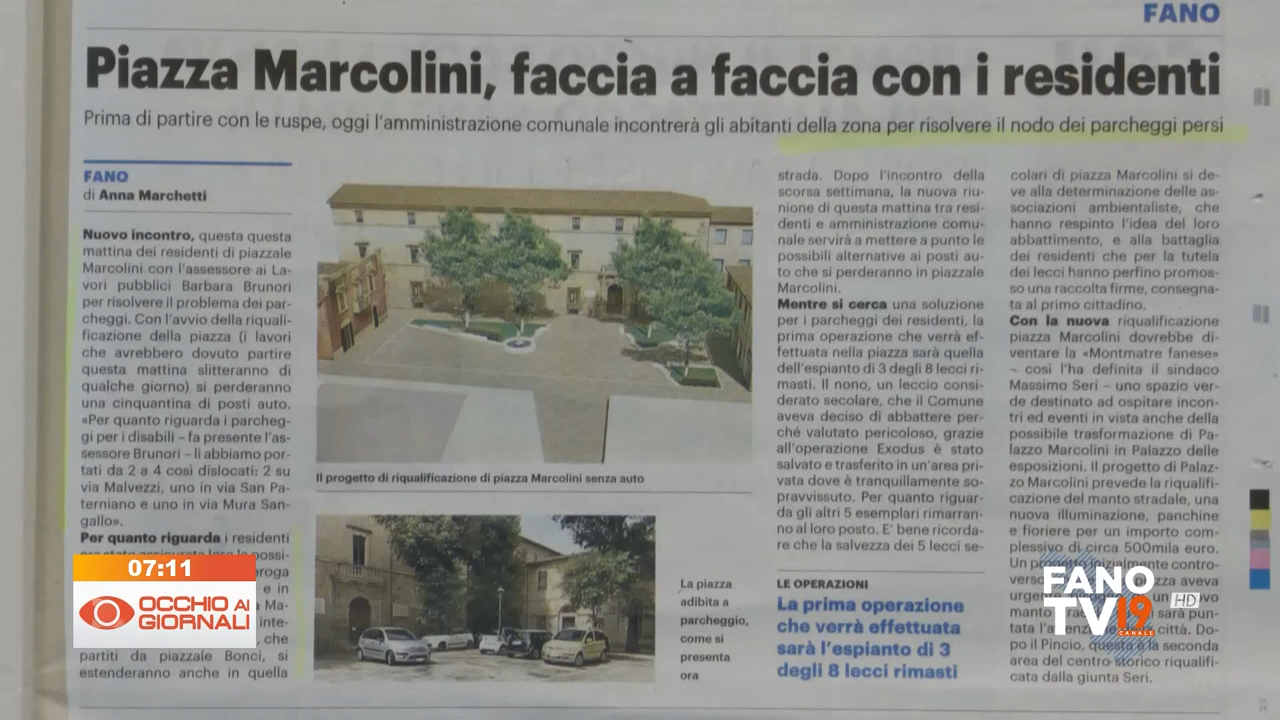 FANO
Piazza Marcolini, faccia a faccia con i residenti
Prima di partire con le ruspe, oggi l'amministrazione comunale incontrerà gli abitanti della zona per risolvere il nodo dei parcheggi persi
FANO
di Anna Marchetti
Nuovo incontro, questa questa
mattina dei residenti di piazzale
Marcolini con l'assessore ai La-
vori pubblici Barbara Brunori
per risolvere il problema dei par-
cheggi. Con l'avvio della riquali-
ficazione della piazza (i lavori
che avrebbero dovuto partire
questa mattina slitteranno di
qualche giorno) si perderanno
una cinquantina di posti auto.
«Per quanto riguarda i parcheg-
gi per i disabili – fa presente l'as-
sessore Brunori – li abbiamo por-
tati da 2 a 4 così dislocati: 2 su
via Malvezzi, uno in via San Pa-
terniano e uno in via Mura San-
gallo».
Per quanto riguarda i residenti
partiti da piazzale Bonci, si
estenderanno anche in quella
Il progetto di riqualificazione di piazza Marcolini senza auto
La piazza
adibita a
parcheggio,
come si
presenta
ora
strada. Dopo l'incontro della
scorsa settimana, la nuova riu-
nione di questa mattina tra resi-
denti e amministrazione comu-
nale servirà a mettere a punto le
possibili alternative ai posti au-
to che si perderanno in piazzale
Marcolini.
Mentre si cerca una soluzione
per i parcheggi dei residenti, la
prima operazione che verrà ef-
fettuata nella piazza sarà quella
dell'espianto di 3 degli 8 lecci ri-
masti. Il nono, un leccio consi-
derato secolare, che il Comune
aveva deciso di abbattere per-
ché valutato pericoloso, grazie
all'operazione Exodus è stato
salvato e trasferito in un'area pri-
vata dove è tranquillamente so-
pravvissuto. Per quanto riguar-
da gli altri 5 esemplari rimarran-
no al loro posto. E' bene ricorda-
re che la salvezza dei 5 lecci se-
LE OPERAZIONI
La prima operazione
che verrà effettuata
sarà l'espianto di 3
degli 8 lecci rimasti
colari di piazza Marcolini si de-
ve alla determinazione delle as-
sociazioni ambientaliste, che
hanno respinto l'idea del loro
abbattimento, e alla battaglia
dei residenti che per la tutela
dei lecci hanno perfino promos-
so una raccolta firme, consegna-
ta al primo cittadino.
Con la nuova riqualificazione
piazza Marcolini dovrebbe di-
ventare la «Montmatre fanese»
– così l'ha definita il sindaco
Massimo Seri – uno spazio ver-
de destinato ad ospitare incon-
tri ed eventi in vista anche della
possibile trasformazione di Pa-
lazzo Marcolini in Palazzo delle
esposizioni. Il progetto di Palaz-
zo Marcolini prevede la riqualifi-
cazione del manto stradale, una
nuova illuminazione, panchine
e fioriere per un importo com-
plessivo di circa 500mila euro.
Un inizialmente contro-
aveva
manto sarà pun-
tata città. Do-
po il Pincio, questa è la seconda
area del centro storico riqualifi-
cata dalla giunta Seri.
07:11
OCCHIO AI
GIORNALI
FANO
TV19
CANALE
HD